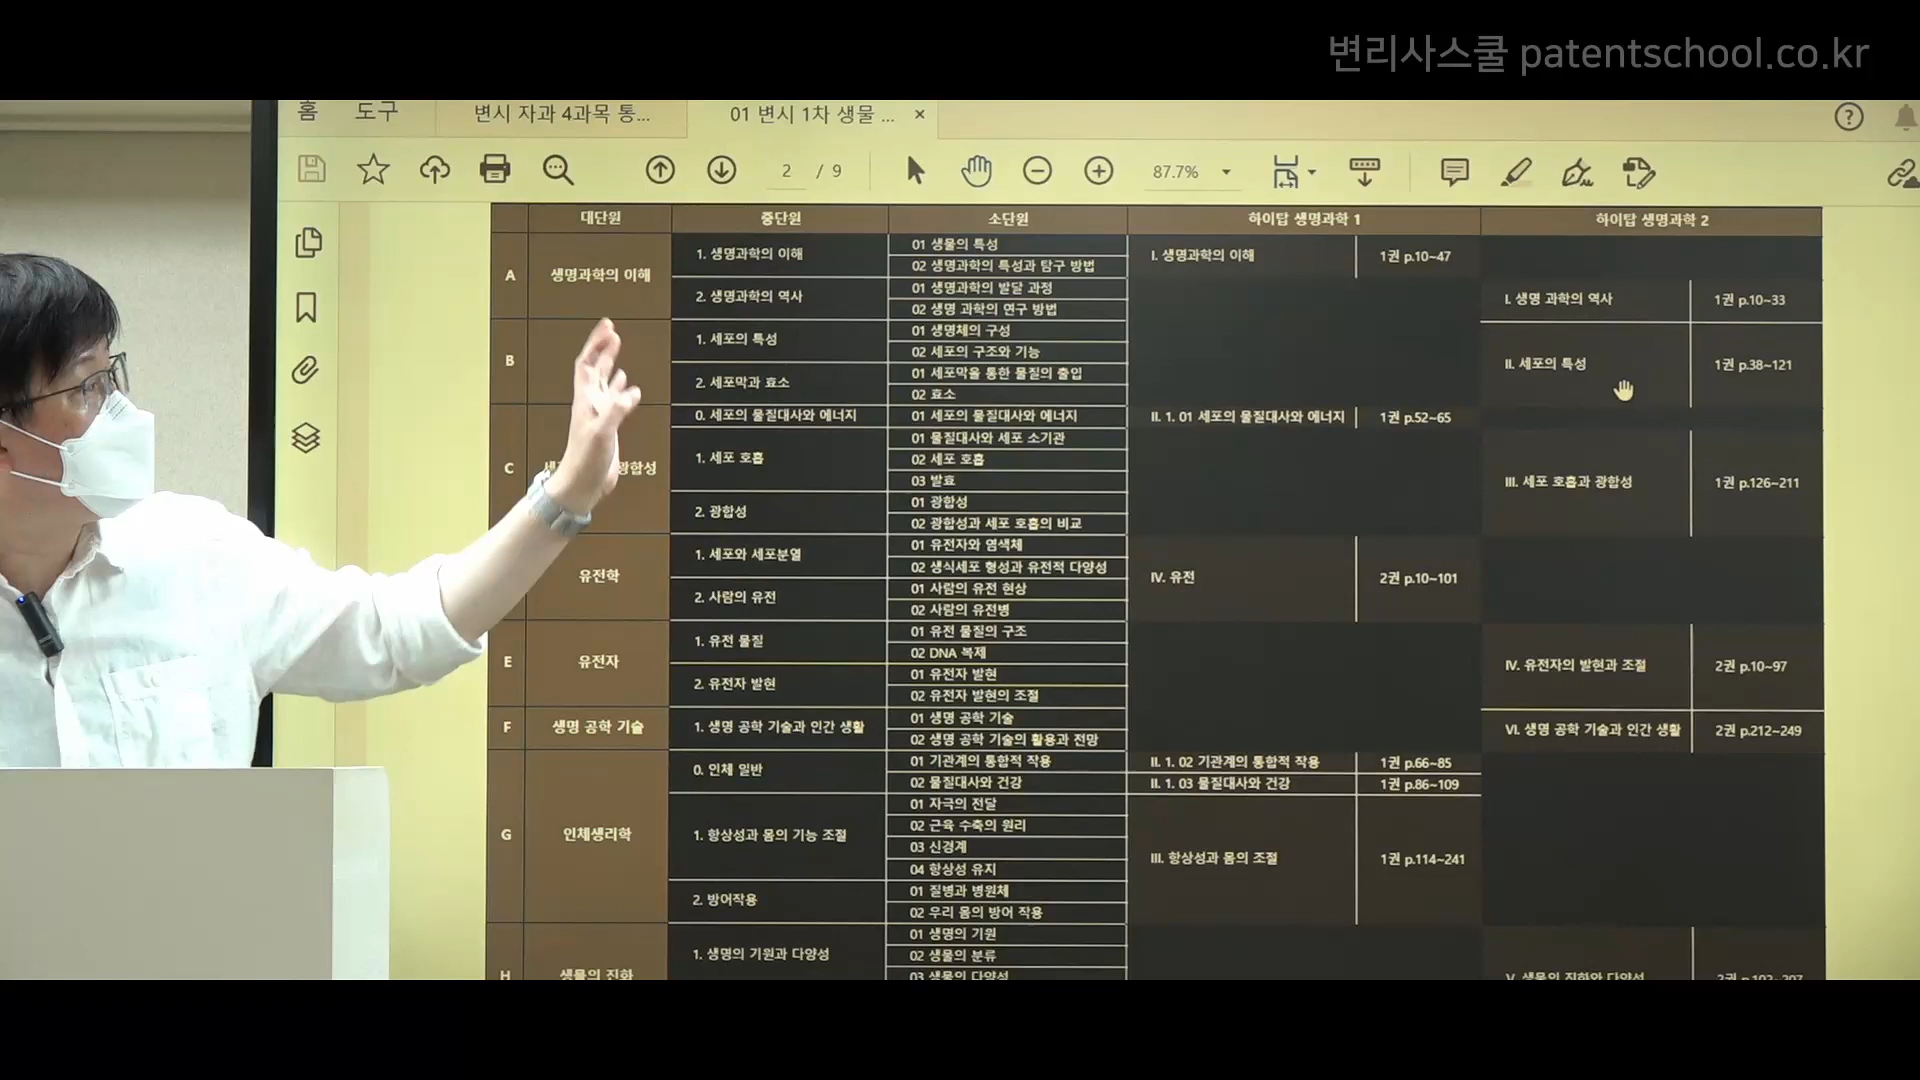 변리사스쿨 patentschool.co.kr
홈 도구 변시 자과 4과목 통... 01 변시 1차 생물 ... ×
2 / 9 87.7%
대단원 중단원 소단원 하이탑 생명과학 1 하이탑 생명과학 2
A 생명과학의 이해
1. 생명과학의 이해
01 생물의 특성
02 생명과학의 특성과 탐구 방법
I. 생명과학의 이해 1권 p.10~47
2. 생명과학의 역사
01 생명과학의 발달 과정
02 생명 과학의 연구 방법
I. 생명 과학의 역사 1권 p.10~33
B
1. 세포의 특성
01 생명체의 구성
02 세포의 구조와 기능
2. 세포막과 효소
01 세포막을 통한 물질의 출입
02 효소
II. 세포의 특성 1권 p.38~121
C 광합성
0. 세포의 물질대사와 에너지
01 세포의 물질대사와 에너지
II. 1. 01 세포의 물질대사와 에너지 1권 p.52~65
1. 세포 호흡
01 물질대사와 세포 소기관
02 세포 호흡
03 발효
2. 광합성
01 광합성
02 광합성과 세포 호흡의 비교
III. 세포 호흡과 광합성 1권 p.126~211
유전학
1. 세포와 세포분열
01 유전자와 염색체
02 생식세포 형성과 유전적 다양성
2. 사람의 유전
01 사람의 유전 현상
02 사람의 유전병
IV. 유전 2권 p.10~101
E 유전자
1. 유전 물질
01 유전 물질의 구조
02 DNA 복제
2. 유전자 발현
01 유전자 발현
02 유전자 발현의 조절
IV. 유전자의 발현과 조절 2권 p.10~97
F 생명 공학 기술
1. 생명 공학 기술과 인간 생활
01 생명 공학 기술
02 생명 공학 기술의 활용과 전망
VI. 생명 공학 기술과 인간 생활 2권 p.212~249
G 인체생리학
0. 인체 일반
01 기관계의 통합적 작용
II. 1. 02 기관계의 통합적 작용 1권 p.66~85
02 물질대사와 건강
II. 1. 03 물질대사와 건강 1권 p.86~109
1. 항상성과 몸의 기능 조절
01 자극의 전달
02 근육 수축의 원리
03 신경계
04 항상성 유지
2. 방어작용
01 질병과 병원체
02 우리 몸의 방어 작용
III. 항상성과 몸의 조절 1권 p.114~241
H 생물의 진화
1. 생명의 기원과 다양성
01 생명의 기원
02 생물의 분류
03 생물의 다양성
V. 생물의 진화와 다양성